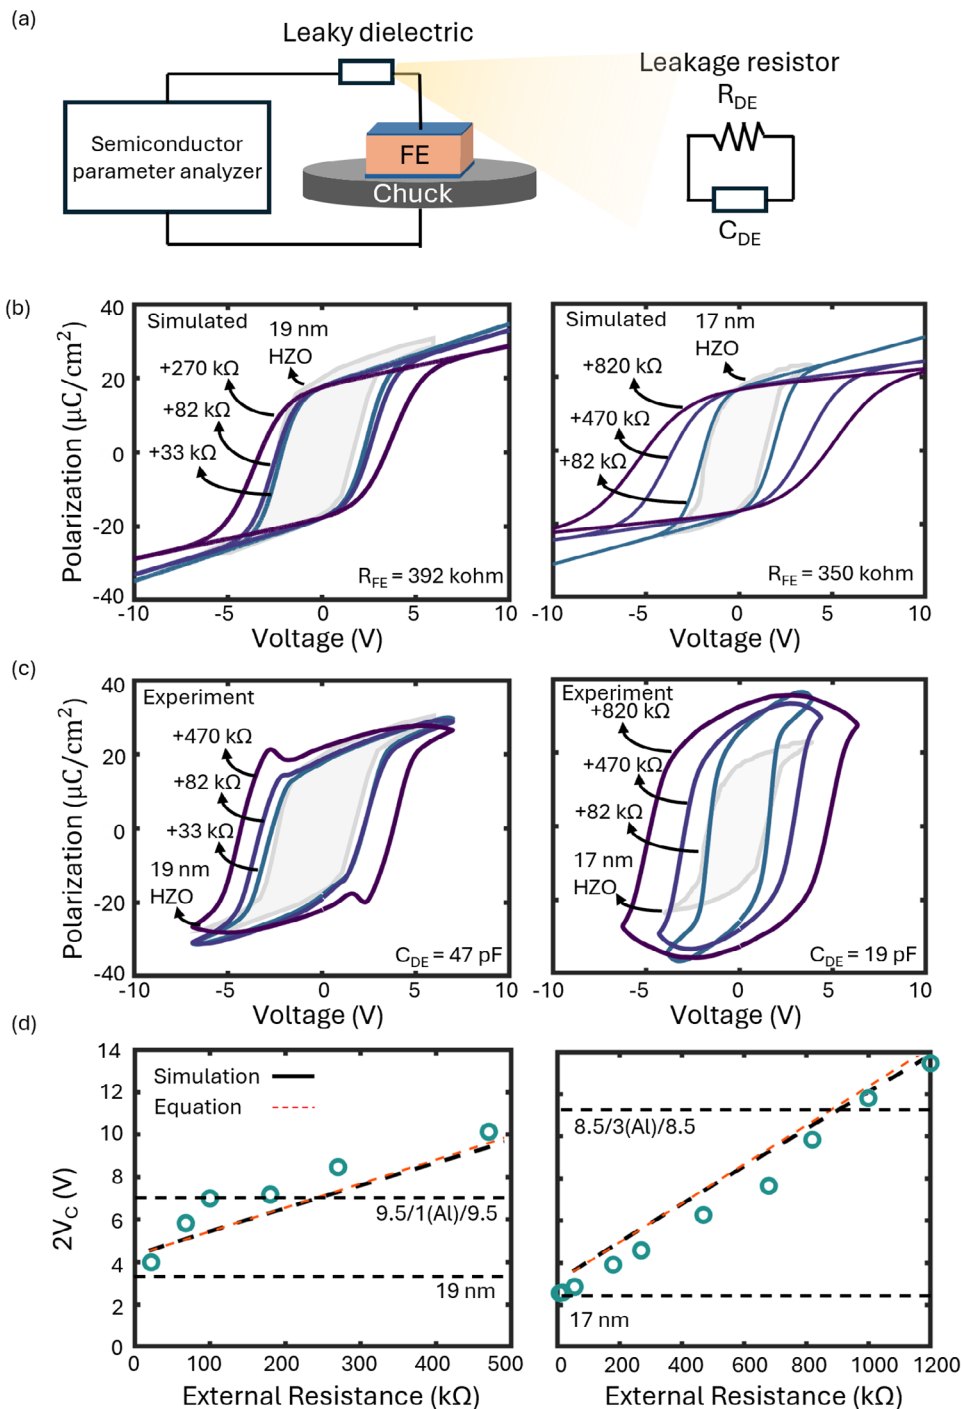 (a)
Leaky dielectric
Semiconductor
parameter analyzer
FE
Chuck
Leakage resistor
R_DE
C_DE
(b)
Polarization (μC/cm²)
40
20
0
-20
-40
Simulated
19 nm
HZO
+270 kΩ
+82 kΩ
+33 kΩ
R_FE = 392 kohm
-10 -5 0 5 10
Voltage (V)
Simulated
17 nm
HZO
+820 kΩ
+470 kΩ
+82 kΩ
R_FE = 350 kohm
-10 -5 0 5 10
Voltage (V)
(c)
Polarization (μC/cm²)
40
20
0
-20
-40
Experiment
+470 kΩ
+82 kΩ
+33 kΩ
19 nm
HZO
C_DE = 47 pF
-10 -5 0 5 10
Voltage (V)
Experiment
+820 kΩ
+470 kΩ
+82 kΩ
17 nm
HZO
C_DE = 19 pF
-10 -5 0 5 10
Voltage (V)
(d)
2V_C (V)
14
12
10
8
6
4
2
0
Simulation
Equation
9.5/1(Al)/9.5
19 nm
0 100 200 300 400 500
External Resistance (kΩ)
8.5/3(Al)/8.5
17 nm
0 200 400 600 800 1000 1200
External Resistance (kΩ)